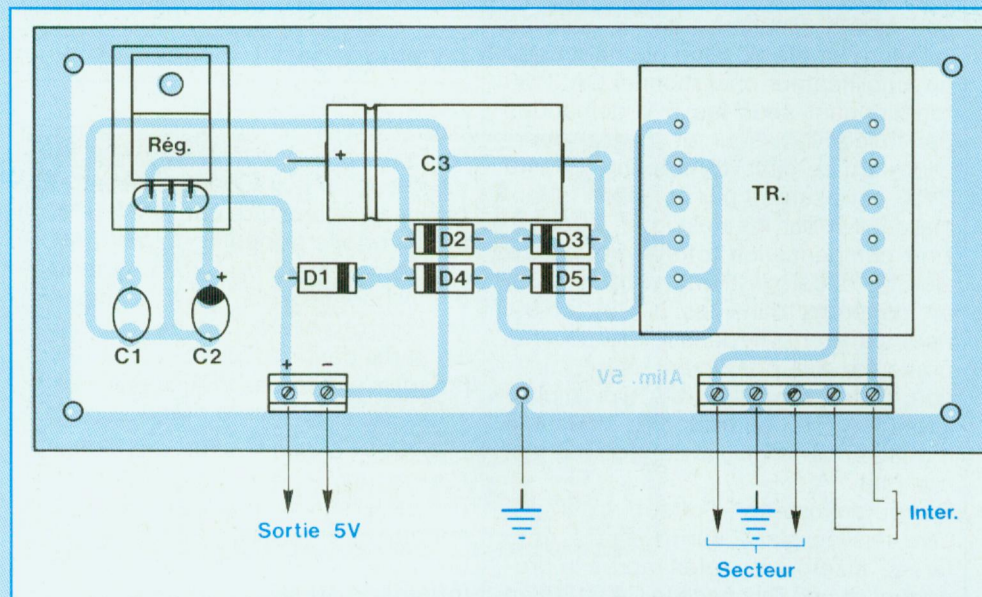 Rég.
+
C3
TR.
D2
D3
D1
D4
D5
+
C1
C2
+ −
Alim. 5V
Sortie 5V
Inter.
Secteur